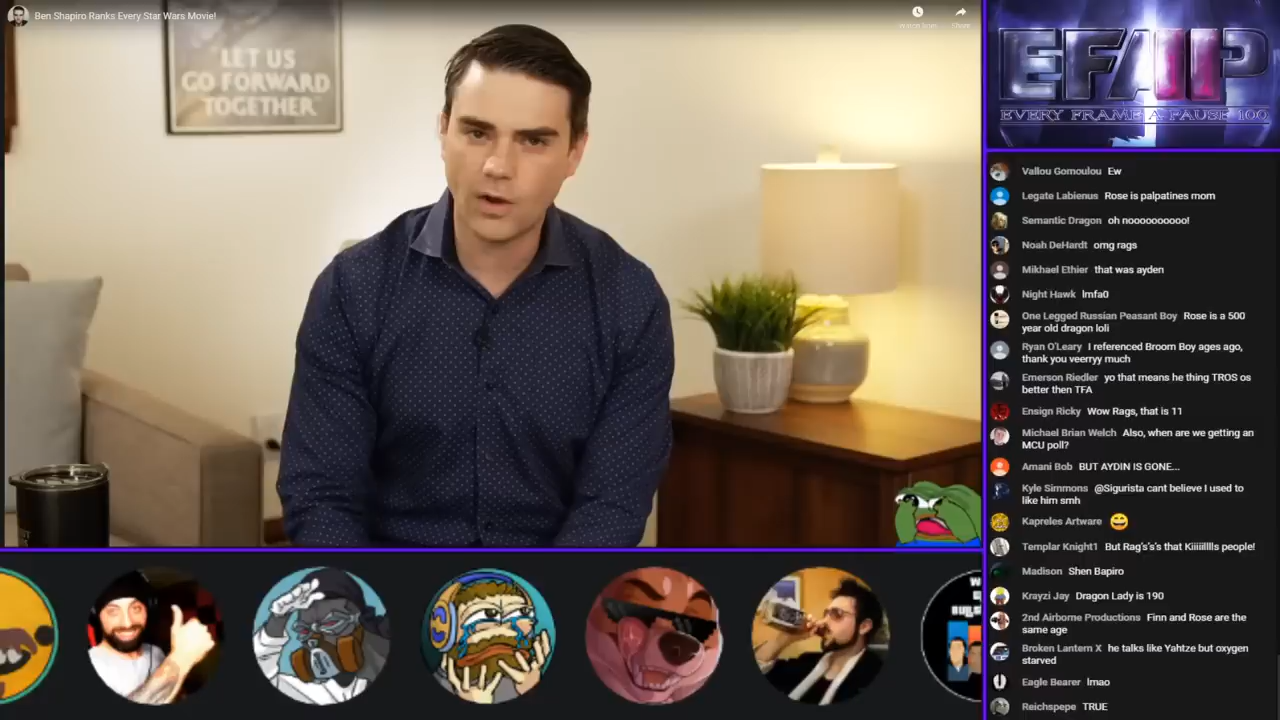 Ben Shapiro Ranks Every Star Wars Movie!
Watch later
Share
LET US
GO FORWARD
TOGETHER
EFAP
EVERY FRAME A PAUSE 100
Vallou Gomoulou Ew
Legate Labienus Rose is palpatines mom
Semantic Dragon oh noooooooooo!
Noah DeHardt omg rags
Mikhael Ethier that was ayden
Night Hawk lmfa0
One Legged Russian Peasant Boy Rose is a 500
year old dragon loli
Ryan O'Leary I referenced Broom Boy ages ago,
thank you veerryy much
Emerson Riedler yo that means he thing TROS os
better then TFA
Ensign Ricky Wow Rags, that is 11
Michael Brian Welch Also, when are we getting an
MCU poll?
Amani Bob BUT AYDIN IS GONE...
Kyle Simmons @Sigurista cant believe I used to
like him smh
Kapreles Artware
Templar Knight1 But Rag's's's that Kiiiiilllls people!
Madison Shen Bapiro
Krayzi Jay Dragon Lady is 190
2nd Airborne Productions Finn and Rose are the
same age
Broken Lantern X he talks like Yahtze but oxygen
starved
Eagle Bearer lmao
Reichspepe TRUE